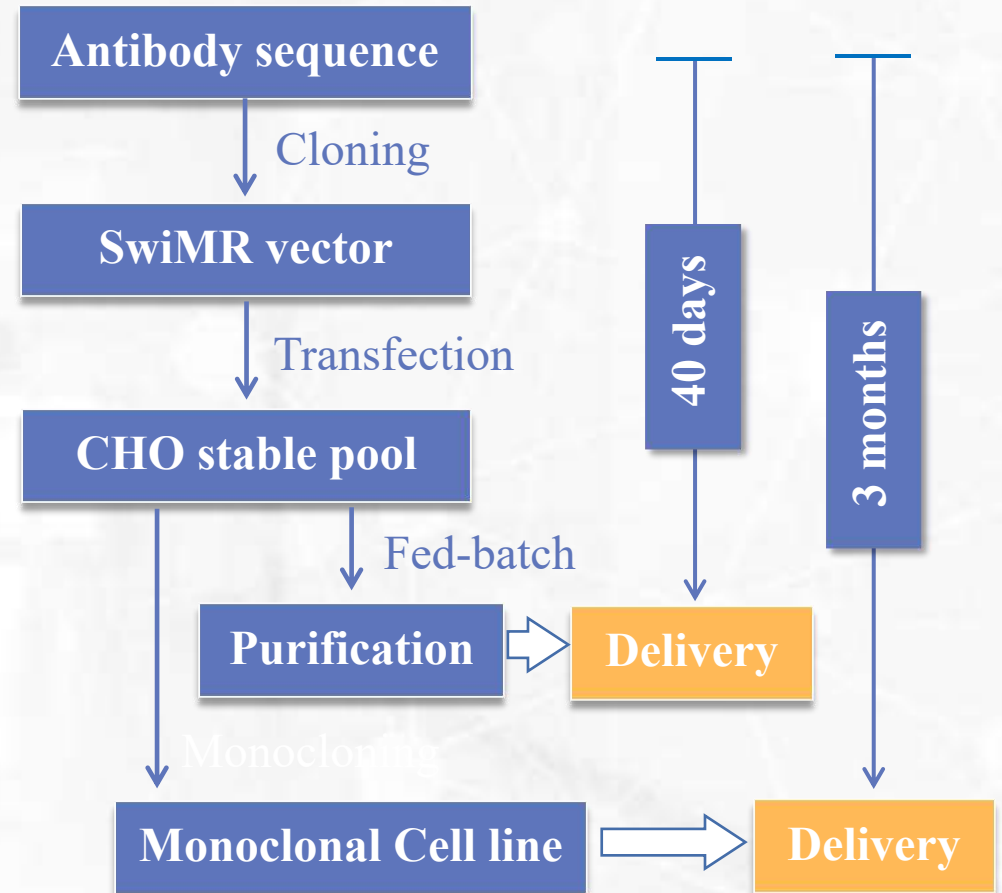 Antibody sequence
Cloning
SwiMR vector
Transfection
CHO stable pool
Fed-batch
Purification
Delivery
Monocloning
Monoclonal Cell line
Delivery
40 days
3 months